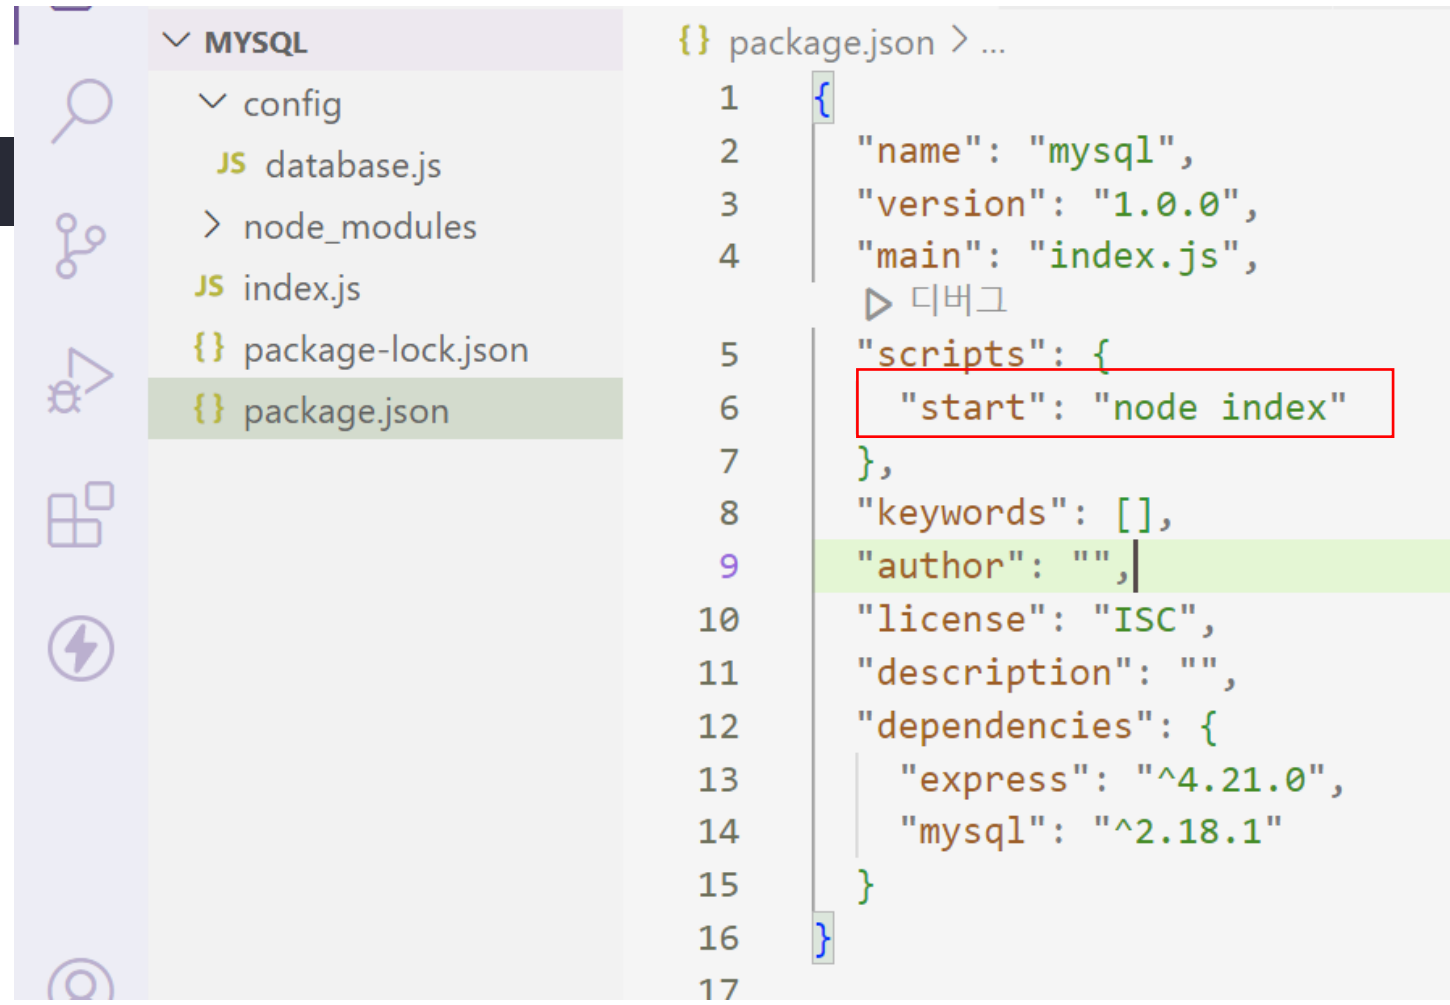 MYSQL
config
JS database.js
node_modules
JS index.js
{} package-lock.json
{} package.json
{} package.json > ...
1 {
2 "name": "mysql",
3 "version": "1.0.0",
4 "main": "index.js",
디버그
5 "scripts": {
6 "start": "node index"
7 },
8 "keywords": [],
9 "author": "",
10 "license": "ISC",
11 "description": "",
12 "dependencies": {
13 "express": "^4.21.0",
14 "mysql": "^2.18.1"
15 }
16 }
17